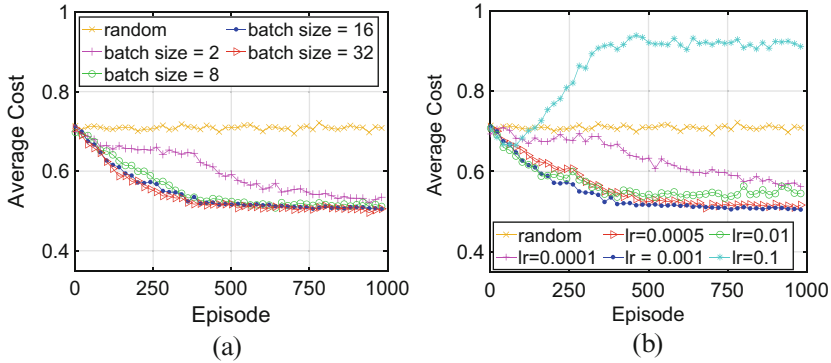 1
0.8
0.6
0.4
Average Cost
random
batch size = 2
batch size = 8
batch size = 16
batch size = 32
0 250 500 750 1000
Episode
(a)
1
0.8
0.6
0.4
Average Cost
random lr=0.0005 lr=0.01
lr=0.0001 lr = 0.001 lr=0.1
0 250 500 750 1000
Episode
(b)